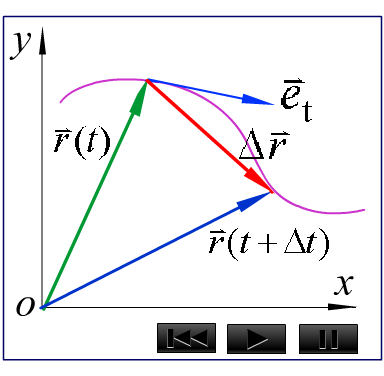 y
e⃗ₜ
r⃗(t)
Δr⃗
r⃗(t + Δt)
x
o